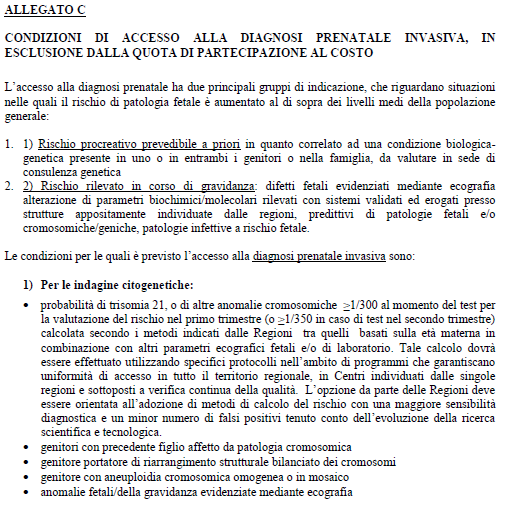 ALLEGATO C
CONDIZIONI DI ACCESSO ALLA DIAGNOSI PRENATALE INVASIVA, IN
ESCLUSIONE DALLA QUOTA DI PARTECIPAZIONE AL COSTO
L'accesso alla diagnosi prenatale ha due principali gruppi di indicazione, che riguardano situazioni
nelle quali il rischio di patologia fetale è aumentato al di sopra dei livelli medi della popolazione
generale:
1. 1) Rischio procreativo prevedibile a priori in quanto correlato ad una condizione biologica-
genetica presente in uno o in entrambi i genitori o nella famiglia, da valutare in sede di
consulenza genetica
2. 2) Rischio rilevato in corso di gravidanza: difetti fetali evidenziati mediante ecografia
alterazione di parametri biochimici/molecolari rilevati con sistemi validati ed erogati presso
strutture appositamente individuate dalle regioni, predittivi di patologie fetali e/o
cromosomiche/geniche, patologie infettive a rischio fetale.
Le condizioni per le quali è previsto l'accesso alla diagnosi prenatale invasiva sono:
1) Per le indagine citogenetiche:
• probabilità di trisomia 21, o di altre anomalie cromosomiche ≥1/300 al momento del test per
la valutazione del rischio nel primo trimestre (o ≥1/350 in caso di test nel secondo trimestre)
calcolata secondo i metodi indicati dalle Regioni tra quelli basati sulla età materna in
combinazione con altri parametri ecografici fetali e/o di laboratorio. Tale calcolo dovrà
essere effettuato utilizzando specifici protocolli nell'ambito di programmi che garantiscano
uniformità di accesso in tutto il territorio regionale, in Centri individuati dalle singole
regioni e sottoposti a verifica continua della qualità. L'opzione da parte delle Regioni deve
essere orientata all'adozione di metodi di calcolo del rischio con una maggiore sensibilità
diagnostica e un minor numero di falsi positivi tenuto conto dell'evoluzione della ricerca
scientifica e tecnologica.
• genitori con precedente figlio affetto da patologia cromosomica
• genitore portatore di riarrangimento strutturale bilanciato dei cromosomi
• genitore con aneuploidia cromosomica omogenea o in mosaico
• anomalie fetali/della gravidanza evidenziate mediante ecografia